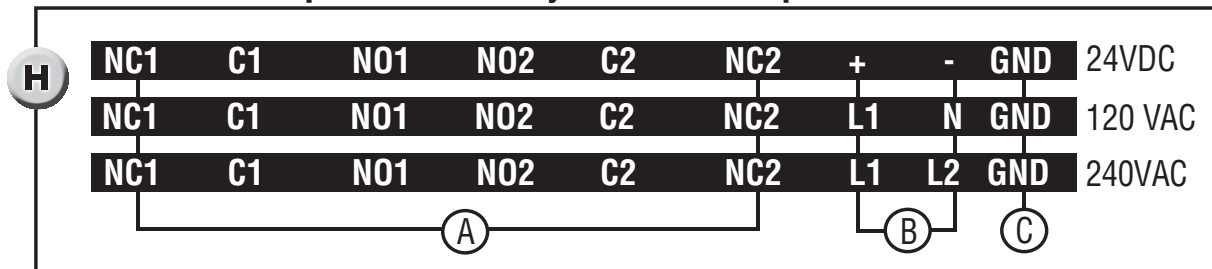 H
NC1 C1 NO1 NO2 C2 NC2 + - GND 24VDC
NC1 C1 NO1 NO2 C2 NC2 L1 N GND 120 VAC
NC1 C1 NO1 NO2 C2 NC2 L1 L2 GND 240VAC
A B C